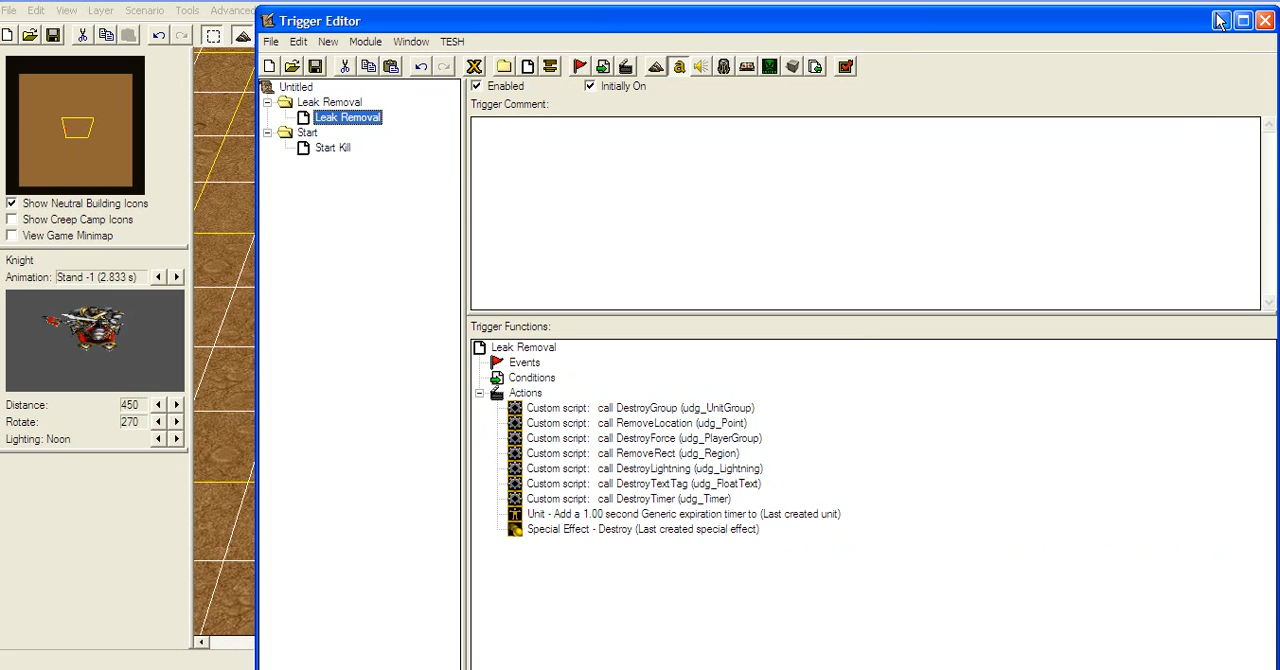 File Edit View Layer Scenario Tools Advanced
Trigger Editor
File Edit New Module Window TESH
Enabled
Initially On
Untitled
Trigger Comment:
Leak Removal
Leak Removal
Start
Start Kill
Show Neutral Building Icons
Show Creep Camp Icons
View Game Minimap
Knight
Animation: Stand -1 (2.833 s)
Trigger Functions:
Leak Removal
Events
Conditions
Actions
Custom script: call DestroyGroup (udg_UnitGroup)
Custom script: call RemoveLocation (udg_Point)
Custom script: call DestroyForce (udg_PlayerGroup)
Custom script: call RemoveRect (udg_Region)
Custom script: call DestroyLightning (udg_Lightning)
Custom script: call DestroyTextTag (udg_FloatText)
Custom script: call DestroyTimer (udg_Timer)
Unit - Add a 1.00 second Generic expiration timer to (Last created unit)
Special Effect - Destroy (Last created special effect)
Distance: 450
Rotate: 270
Lighting: Noon